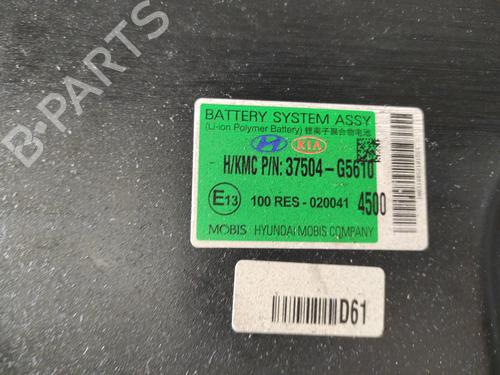 BATTERY SYSTEM ASSY
(Li-ion Polymer Battery) 锂离子聚合物电池
KIA
H/KMC P/N: 37504-G5610
E13 100 RES - 020041 4500
MOBIS HYUNDAI MOBIS COMPANY
D61
B-PARTS